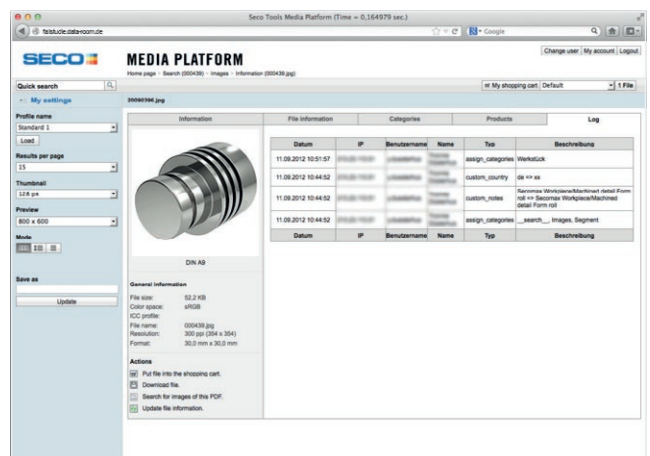 Seco Tools Media Platform (Time = 0,164979 sec.)
falstudie.data-room.de
Google
SECO
MEDIA PLATFORM
Change user | My account | Logout
Home page - Search (000439) - Images - Information (000439.jpg)
Quick search
My shopping cart Default 1 File
My settings
20090396.jpg
Profile name
Standard 1
Load
Results per page
15
Thumbnail
128 px
Preview
800 x 600
Mode
Save as
Update
Information File information Categories Products Log
DIN A9
General information
File size: 52,2 KB
Color space: sRGB
ICC profile:
File name: 000439.jpg
Resolution: 300 ppi (354 x 354)
Format: 30,0 mm x 30,0 mm
Actions
Put file into the shopping cart.
Download file.
Search for images of this PDF.
Update file information.
Datum IP Benutzername Name Typ Beschreibung
11.09.2012 10:51:57 assign_categories Werkstück
11.09.2012 10:44:52 custom_country de <=> xx
11.09.2012 10:44:52 custom_notes Secomax Workpiece/Machined detail Form
roll <=> Secomax Workpiece/Machined
detail Form roll
11.09.2012 10:44:52 assign_categories __search__, Images, Segment
Datum IP Benutzername Name Typ Beschreibung